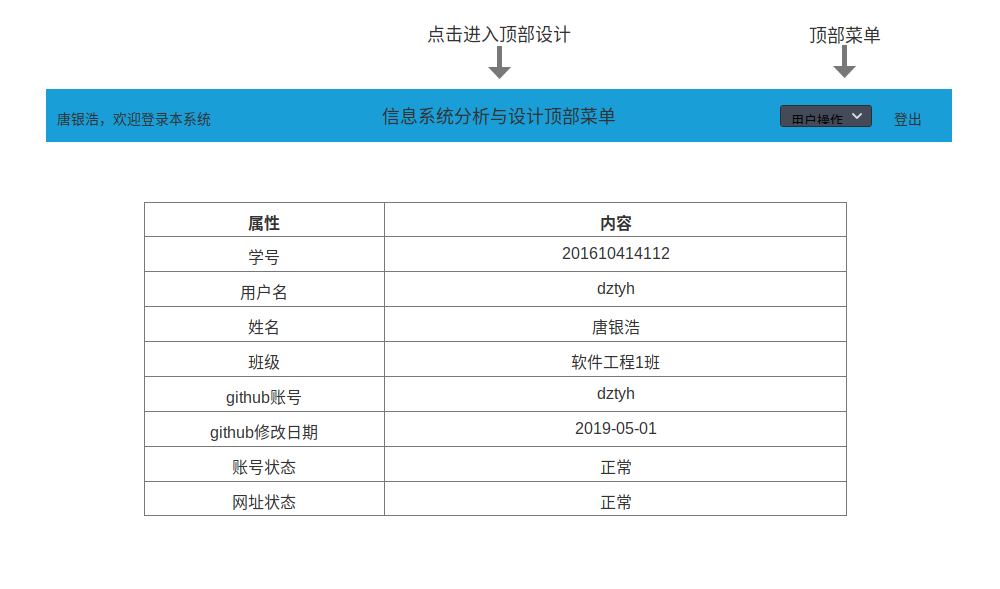 点击进入顶部设计
顶部菜单
唐银浩，欢迎登录本系统
信息系统分析与设计顶部菜单
用户操作
登出
属性 内容
学号 201610414112
用户名 dztyh
姓名 唐银浩
班级 软件工程1班
github账号 dztyh
github修改日期 2019-05-01
账号状态 正常
网址状态 正常